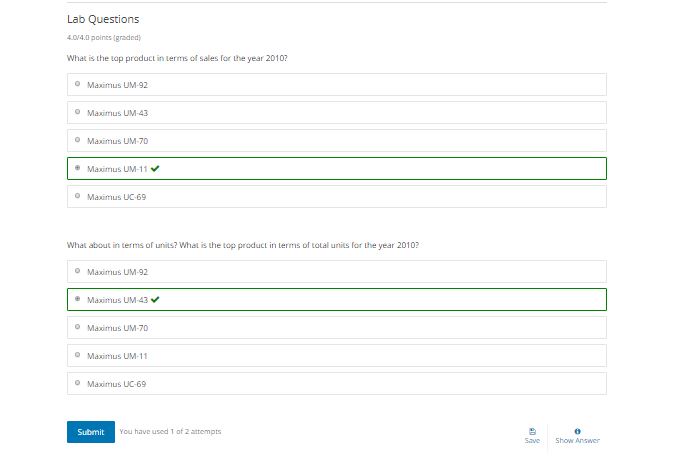 Lab Questions
4.0/4.0 points (graded)
What is the top product in terms of sales for the year 2010?
Maximus UM-92
Maximus UM-43
Maximus UM-70
Maximus UM-11
Maximus UC-69
What about in terms of units? What is the top product in terms of total units for the year 2010?
Maximus UM-92
Maximus UM-43
Maximus UM-70
Maximus UM-11
Maximus UC-69
Submit You have used 1 of 2 attempts Save Show Answer